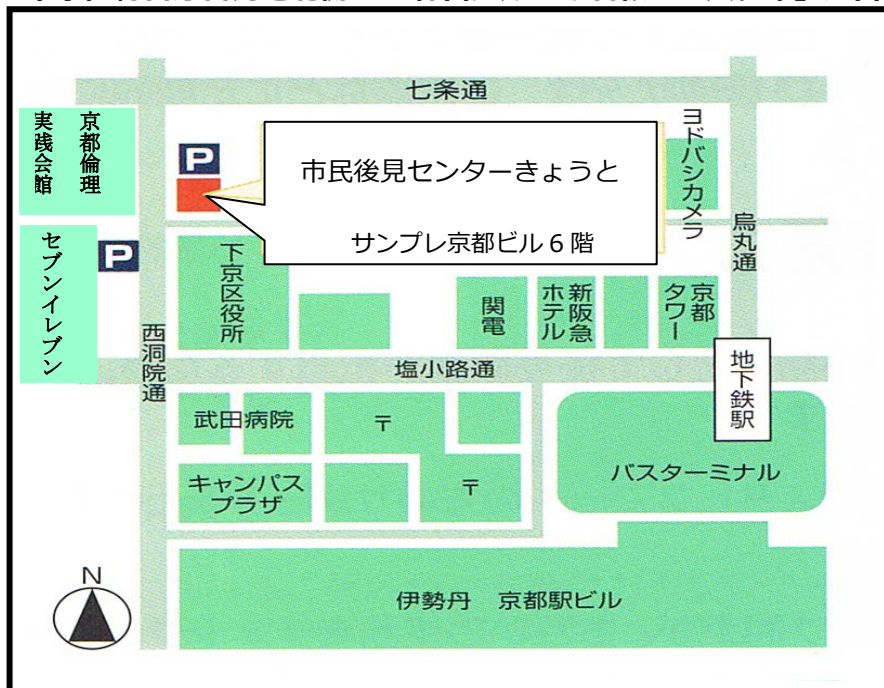 七条通
京都倫理
実践会館
P
市民後見センターきょうと
サンプレ京都ビル６階
ヨドバシカメラ
烏丸通
セブンイレブン
P
下京区役所
西洞院通
関電
新阪急
ホテル
京都
タワー
塩小路通
地下鉄駅
武田病院
〒
バスターミナル
キャンパス
プラザ
〒
伊勢丹　京都駅ビル
N